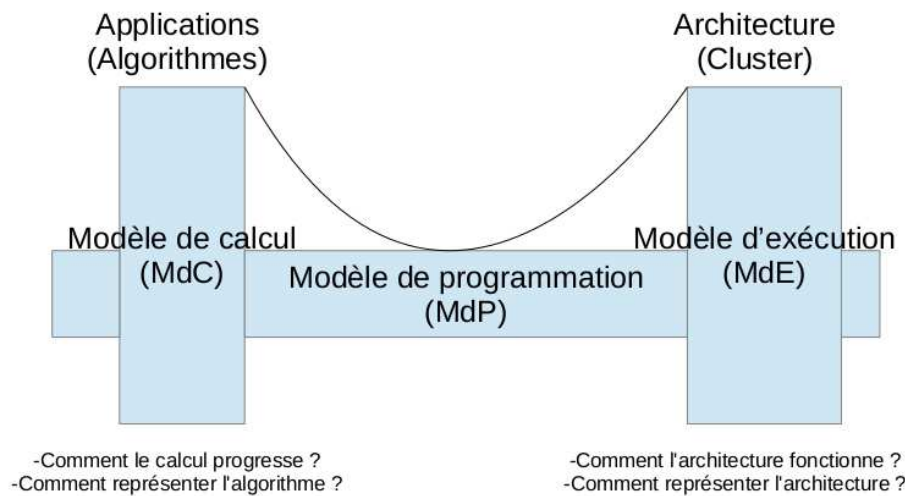 Applications
(Algorithmes)
Architecture
(Cluster)
Modèle de calcul
(MdC)
Modèle de programmation
(MdP)
Modèle d’exécution
(MdE)
-Comment le calcul progresse ?
-Comment représenter l'algorithme ?
-Comment l'architecture fonctionne ?
-Comment représenter l'architecture ?